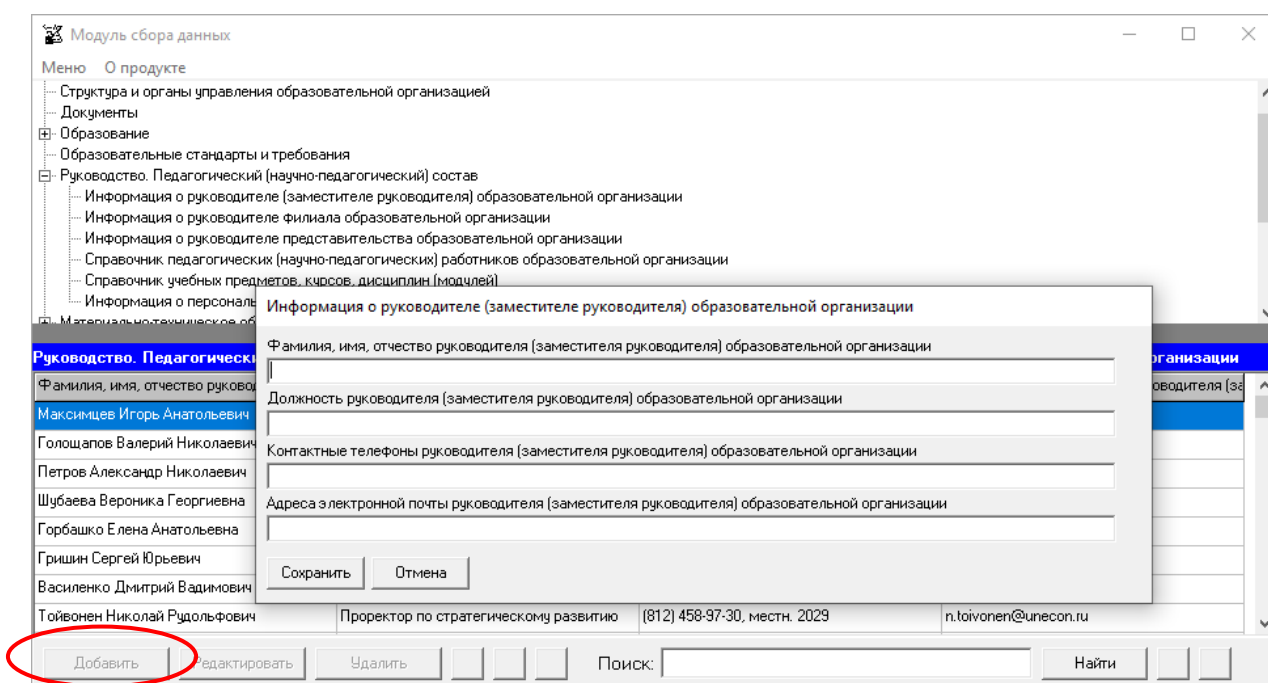 Модуль сбора данных
Меню О продукте
Структура и органы управления образовательной организацией
Документы
Образование
Образовательные стандарты и требования
Руководство. Педагогический (научно-педагогический) состав
Информация о руководителе (заместителе руководителя) образовательной организации
Информация о руководителе филиала образовательной организации
Информация о руководителе представительства образовательной организации
Справочник педагогических (научно-педагогических) работников образовательной организации
Справочник учебных предметов, курсов, дисциплин (модулей)
Информация о персональ
Материально-техническое об
Информация о руководителе (заместителе руководителя) образовательной организации
Фамилия, имя, отчество руководителя (заместителя руководителя) образовательной организации
Должность руководителя (заместителя руководителя) образовательной организации
Контактные телефоны руководителя (заместителя руководителя) образовательной организации
Адреса электронной почты руководителя (заместителя руководителя) образовательной организации
Сохранить Отмена
Руководство. Педагогически рганизации
Фамилия, имя, отчество руковод оводителя (за
Максимцев Игорь Анатольевич
Голощапов Валерий Николаевич
Петров Александр Николаевич
Шубаева Вероника Георгиевна
Горбашко Елена Анатольевна
Гришин Сергей Юрьевич
Василенко Дмитрий Вадимович
Тойвонен Николай Рудольфович Проректор по стратегическому развитию (812) 458-97-30, местн. 2029 n.toivonen@unecon.ru
Добавить Редактировать Удалить Поиск: Найти